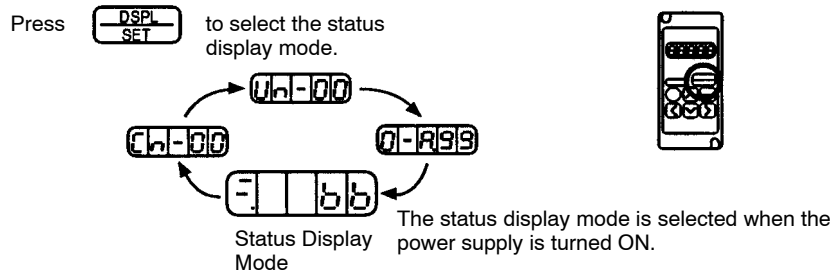 Press DSPL SET to select the status
display mode.
Un-00
Cn-00
0-A.99
bb
Status Display
Mode
The status display mode is selected when the
power supply is turned ON.